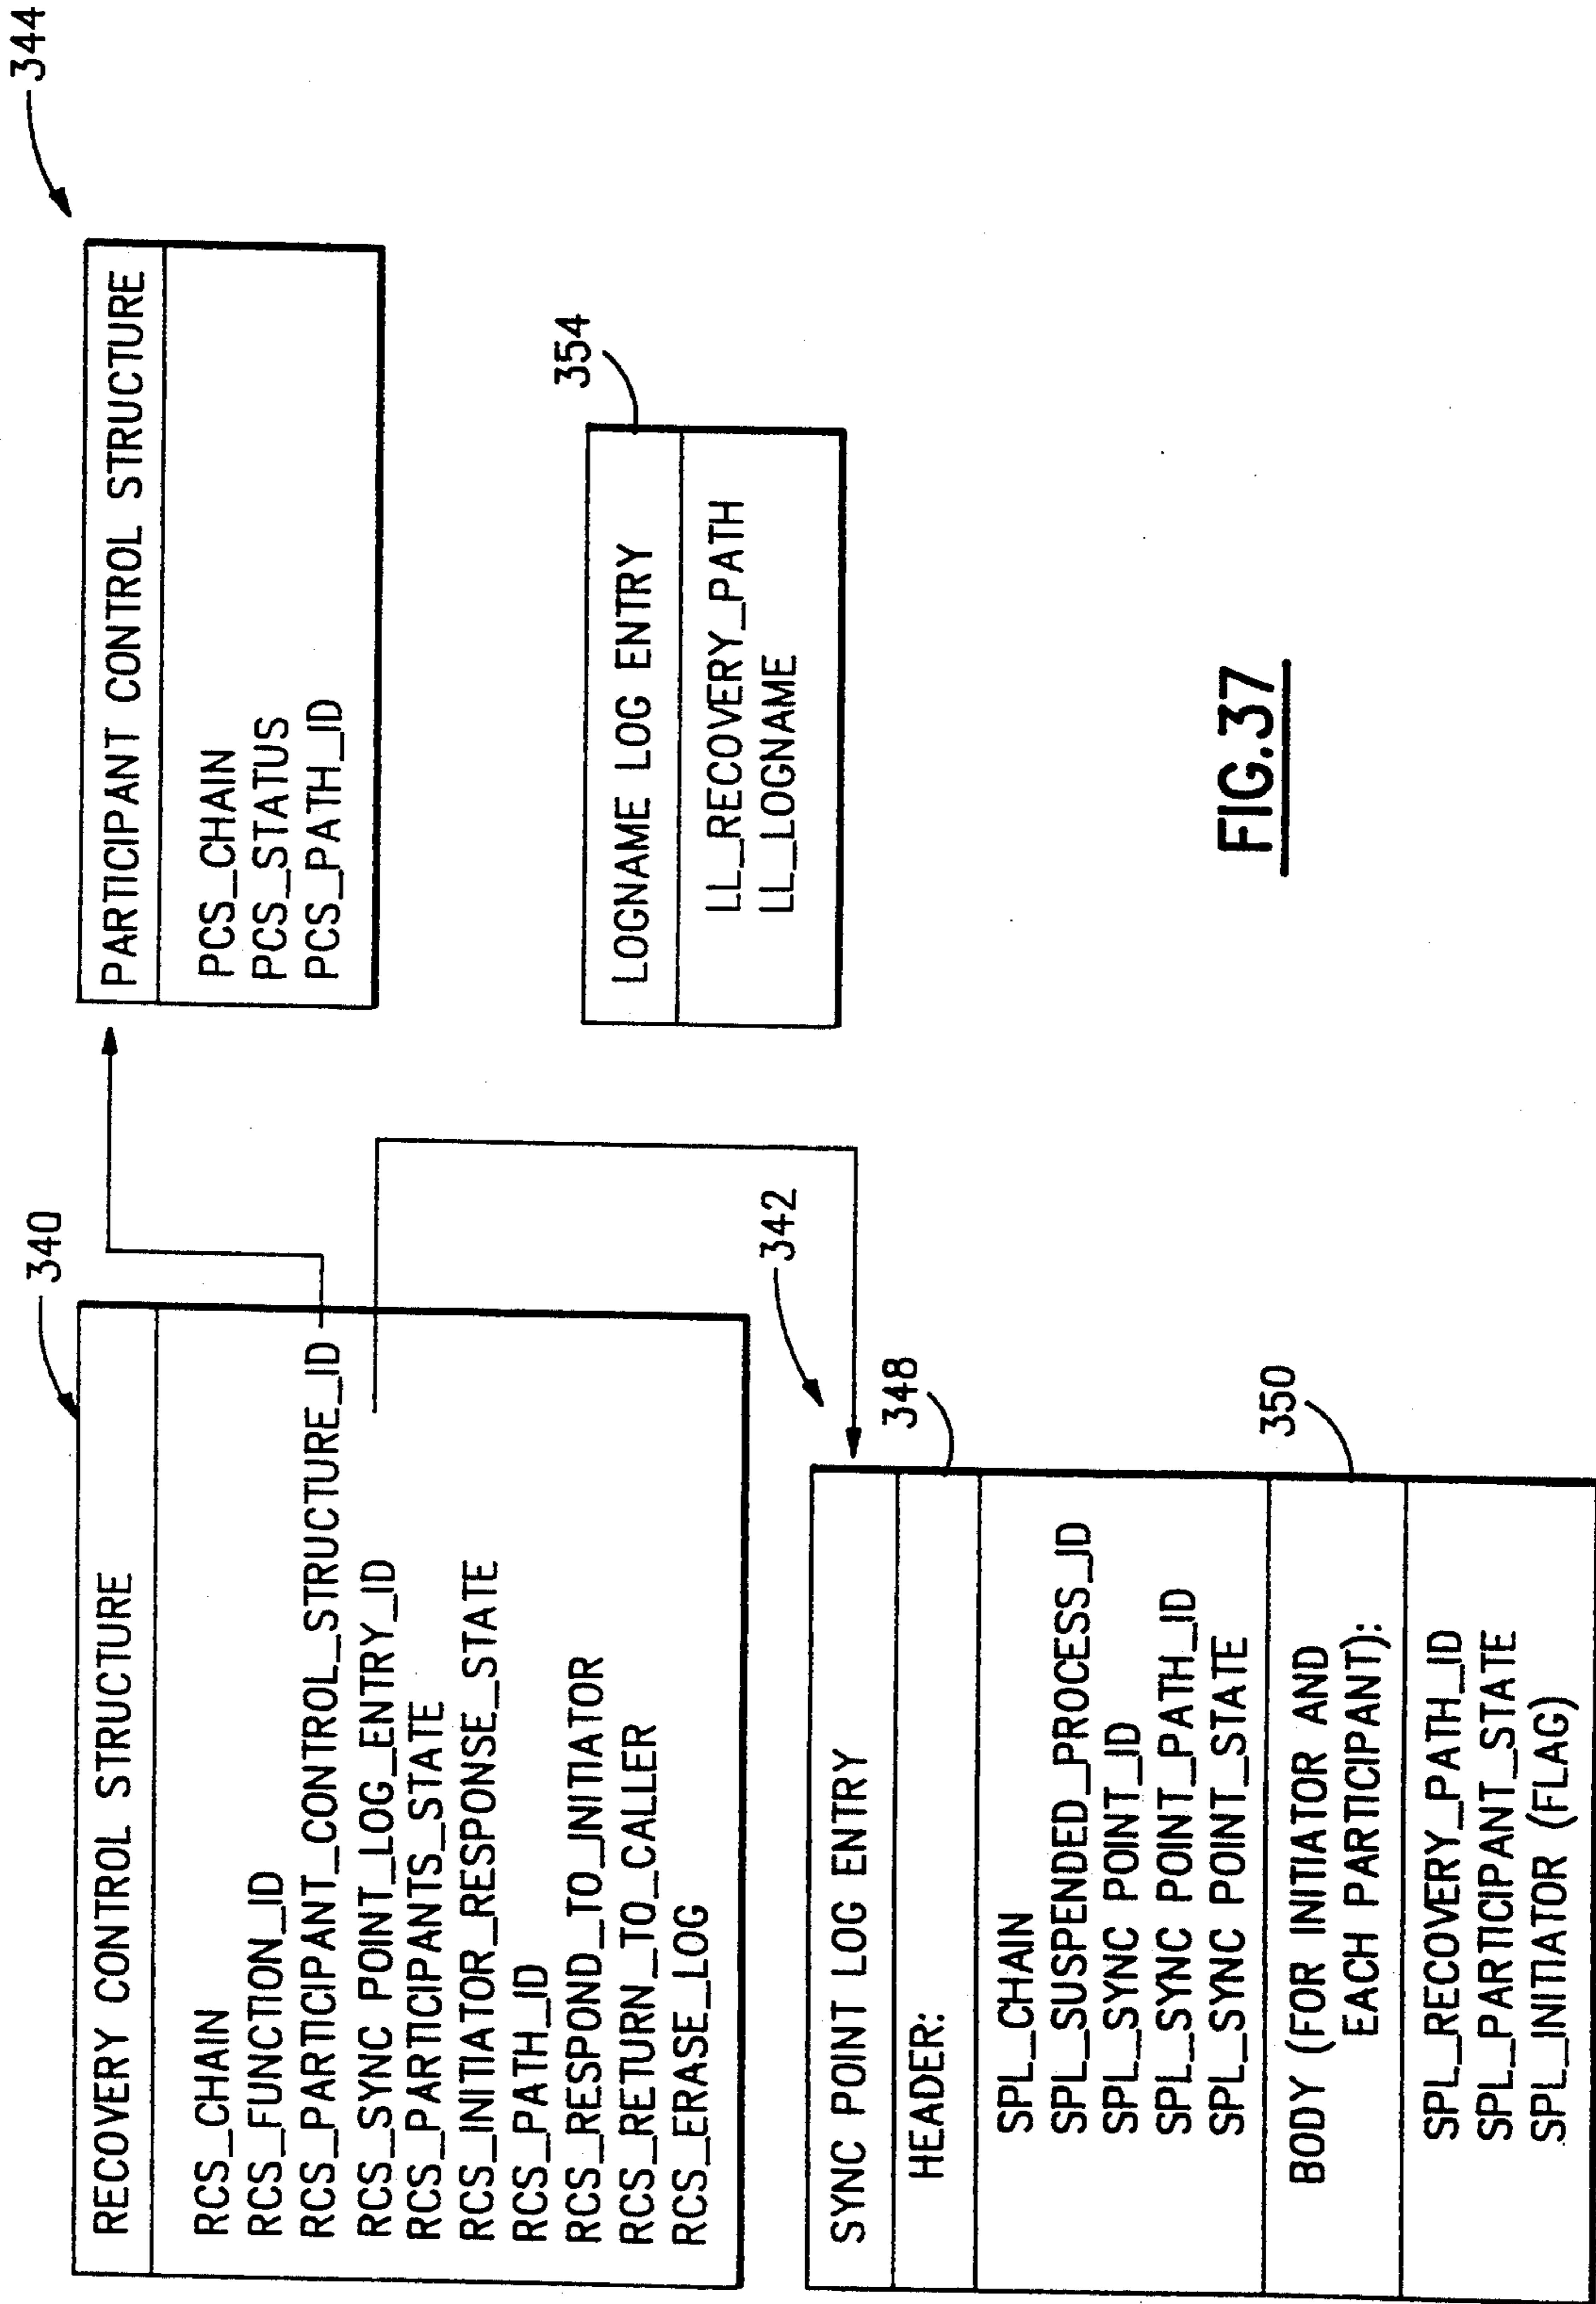 340
RECOVERY CONTROL STRUCTURE
RCS_CHAIN
RCS_FUNCTION_ID
RCS_PARTICIPANT_CONTROL_STRUCTURE_ID
RCS_SYNC POINT_LOG_ENTRY_ID
RCS_PARTICIPANTS_STATE
RCS_INITIATOR_RESPONSE_STATE
RCS_PATH_ID
RCS_RESPOND_TO_INITIATOR
RCS_RETURN_TO_CALLER
RCS_ERASE_LOG
344
PARTICIPANT CONTROL STRUCTURE
PCS_CHAIN
PCS_STATUS
PCS_PATH_ID
354
LOGNAME LOG ENTRY
LL_RECOVERY_PATH
LL_LOGNAME
342
SYNC POINT LOG ENTRY
348
HEADER:
SPL_CHAIN
SPL_SUSPENDED_PROCESS_ID
SPL_SYNC POINT_ID
SPL_SYNC POINT_PATH_ID
SPL_SYNC POINT_STATE
350
BODY (FOR INITIATOR AND
EACH PARTICIPANT):
SPL_RECOVERY_PATH_ID
SPL_PARTICIPANT_STATE
SPL_INITIATOR (FLAG)
FIG.37